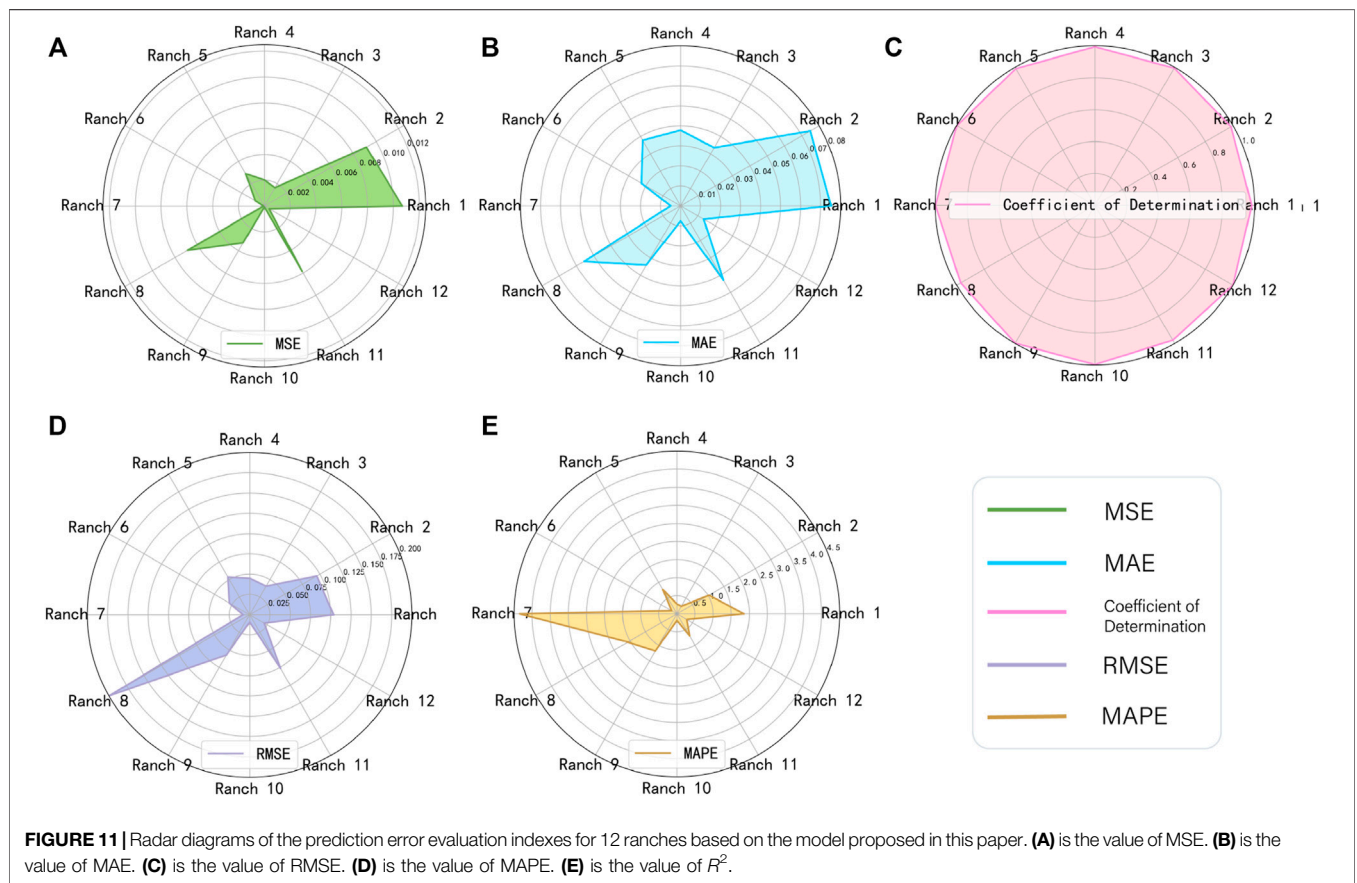 A
Ranch 4
Ranch 5
Ranch 3
Ranch 6
Ranch 2
0.012
0.010
0.008
0.006
0.004
0.002
Ranch 7
Ranch 1
Ranch 8
Ranch 12
MSE
Ranch 9
Ranch 11
Ranch 10
B
Ranch 4
Ranch 5
Ranch 3
Ranch 6
Ranch 2
0.08
0.07
0.06
0.05
0.04
0.03
0.02
0.01
Ranch 7
Ranch 1
Ranch 8
Ranch 12
MAE
Ranch 9
Ranch 11
Ranch 10
C
Ranch 4
Ranch 5
Ranch 3
Ranch 6
Ranch 2
1.0
0.8
0.6
0.4
0.2
Ranch 7
Coefficient of Determination
Ranch 1
1
Ranch 8
Ranch 12
Ranch 9
Ranch 11
Ranch 10
D
Ranch 4
Ranch 5
Ranch 3
Ranch 6
Ranch 2
0.200
0.175
0.150
0.125
0.100
0.075
0.050
0.025
Ranch 7
Ranch
Ranch 8
Ranch 12
RMSE
Ranch 9
Ranch 11
Ranch 10
E
Ranch 4
Ranch 5
Ranch 3
Ranch 6
Ranch 2
4.5
4.0
3.5
3.0
2.5
2.0
1.5
1.0
0.5
Ranch 7
Ranch 1
Ranch 8
Ranch 12
MAPE
Ranch 9
Ranch 11
Ranch 10
MSE
MAE
Coefficient of
Determination
RMSE
MAPE
FIGURE 11 | Radar diagrams of the prediction error evaluation indexes for 12 ranches based on the model proposed in this paper. (A) is the value of MSE. (B) is the
value of MAE. (C) is the value of RMSE. (D) is the value of MAPE. (E) is the value of R².